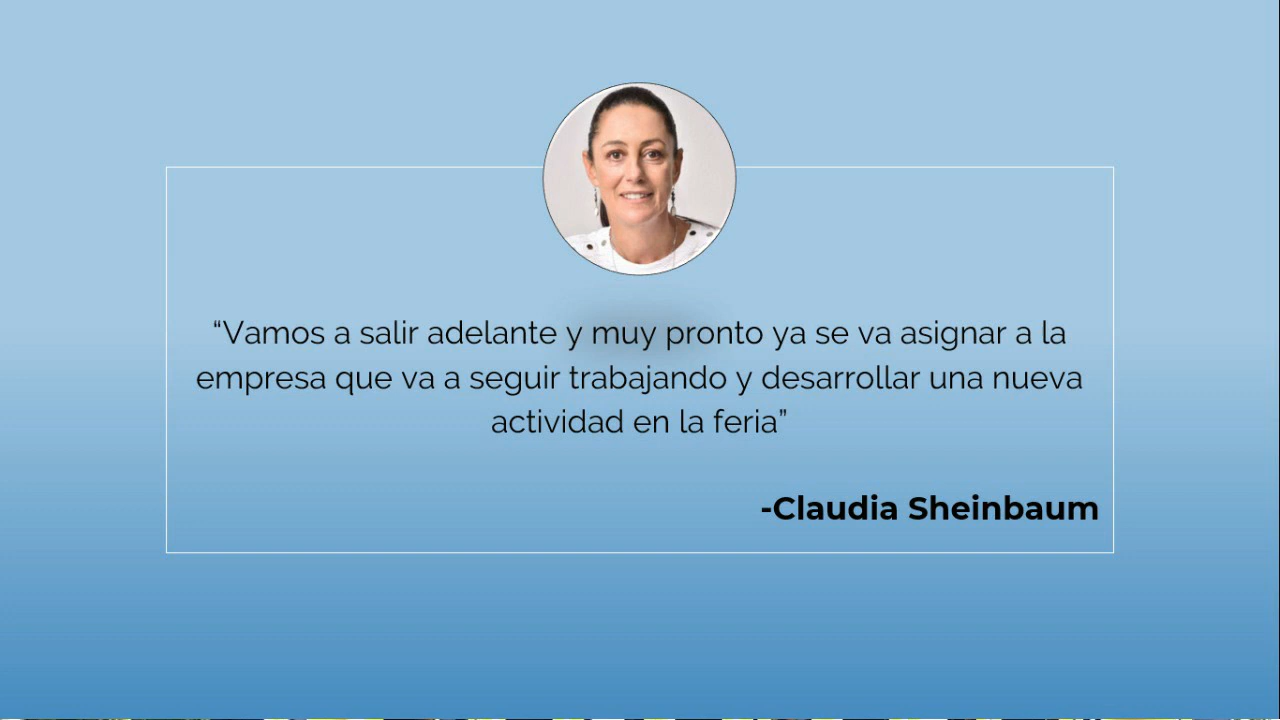 “Vamos a salir adelante y muy pronto ya se va asignar a la
empresa que va a seguir trabajando y desarrollar una nueva
actividad en la feria”
-Claudia Sheinbaum